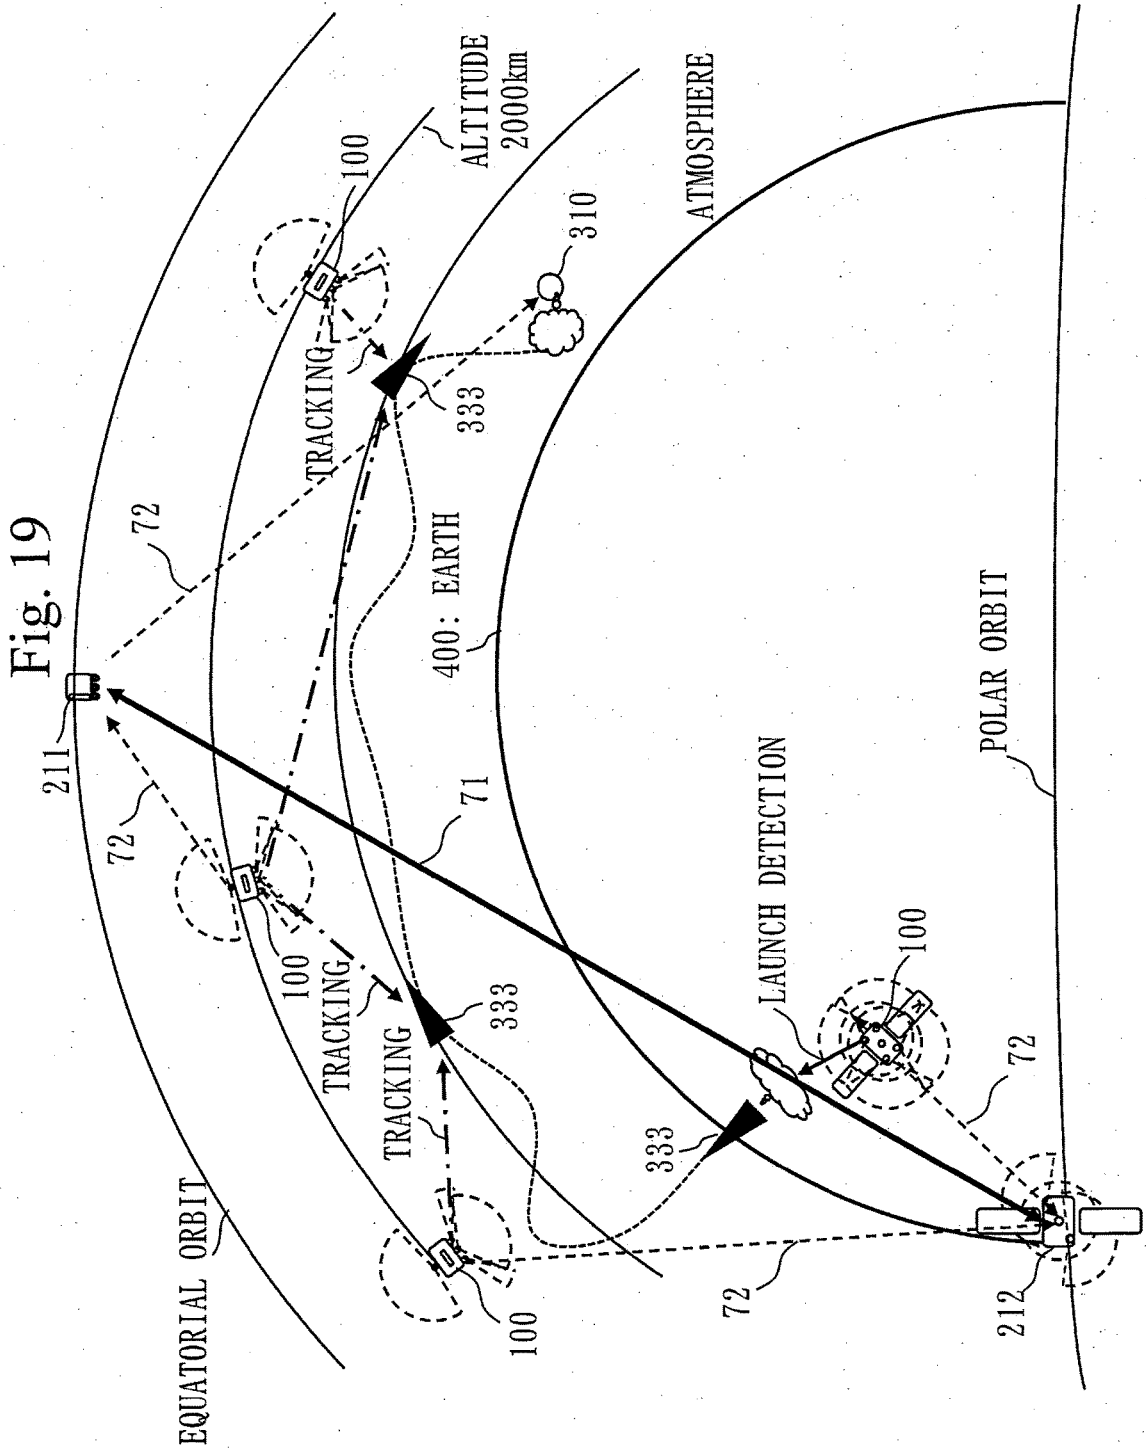 Fig. 19
EQUATORIAL ORBIT
211
72
72
ALTITUDE
2000km
100
100
100
TRACKING
TRACKING
TRACKING
333
333
333
310
ATMOSPHERE
71
400: EARTH
72
72
LAUNCH DETECTION
100
212
POLAR ORBIT